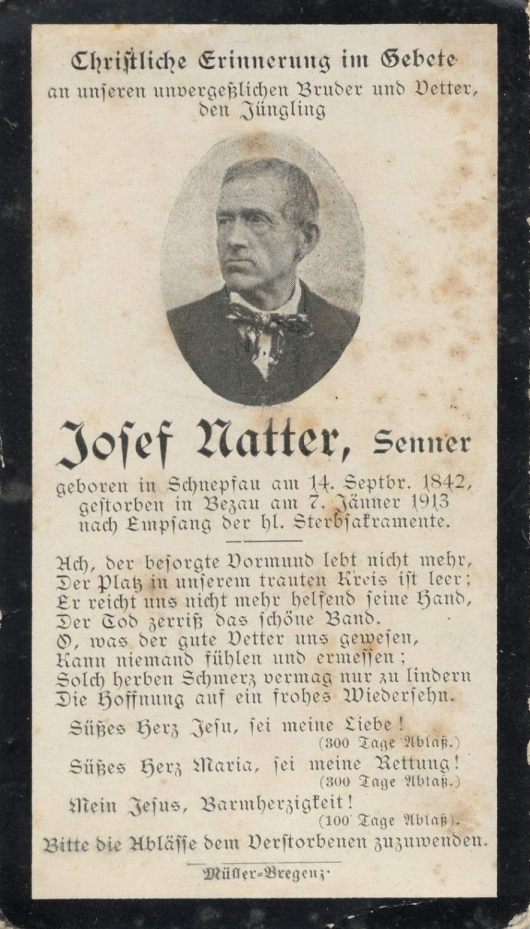 Christliche Erinnerung im Gebete
an unseren unvergeßlichen Bruder und Vetter,
den Jüngling
Josef Natter, Senner
geboren in Schnepfau am 14. Septbr. 1842,
gestorben in Bezau am 7. Jänner 1913
nach Empfang der hl. Sterbsakramente.
Ach, der besorgte Vormund lebt nicht mehr,
Der Platz in unserem trauten Kreis ist leer;
Er reicht uns nicht mehr helfend seine Hand,
Der Tod zerriß das schöne Band.
O, was der gute Vetter uns gewesen,
Kann niemand fühlen und ermessen;
Solch herben Schmerz vermag nur zu lindern
Die Hoffnung auf ein frohes Wiedersehn.
Süßes Herz Jesu, sei meine Liebe!
(300 Tage Ablaß.)
Süßes Herz Maria, sei meine Rettung!
(300 Tage Ablaß.)
Mein Jesus, Barmherzigkeit!
(100 Tage Ablaß).
Bitte die Ablässe dem Verstorbenen zuzuwenden.
Müller-Bregenz.